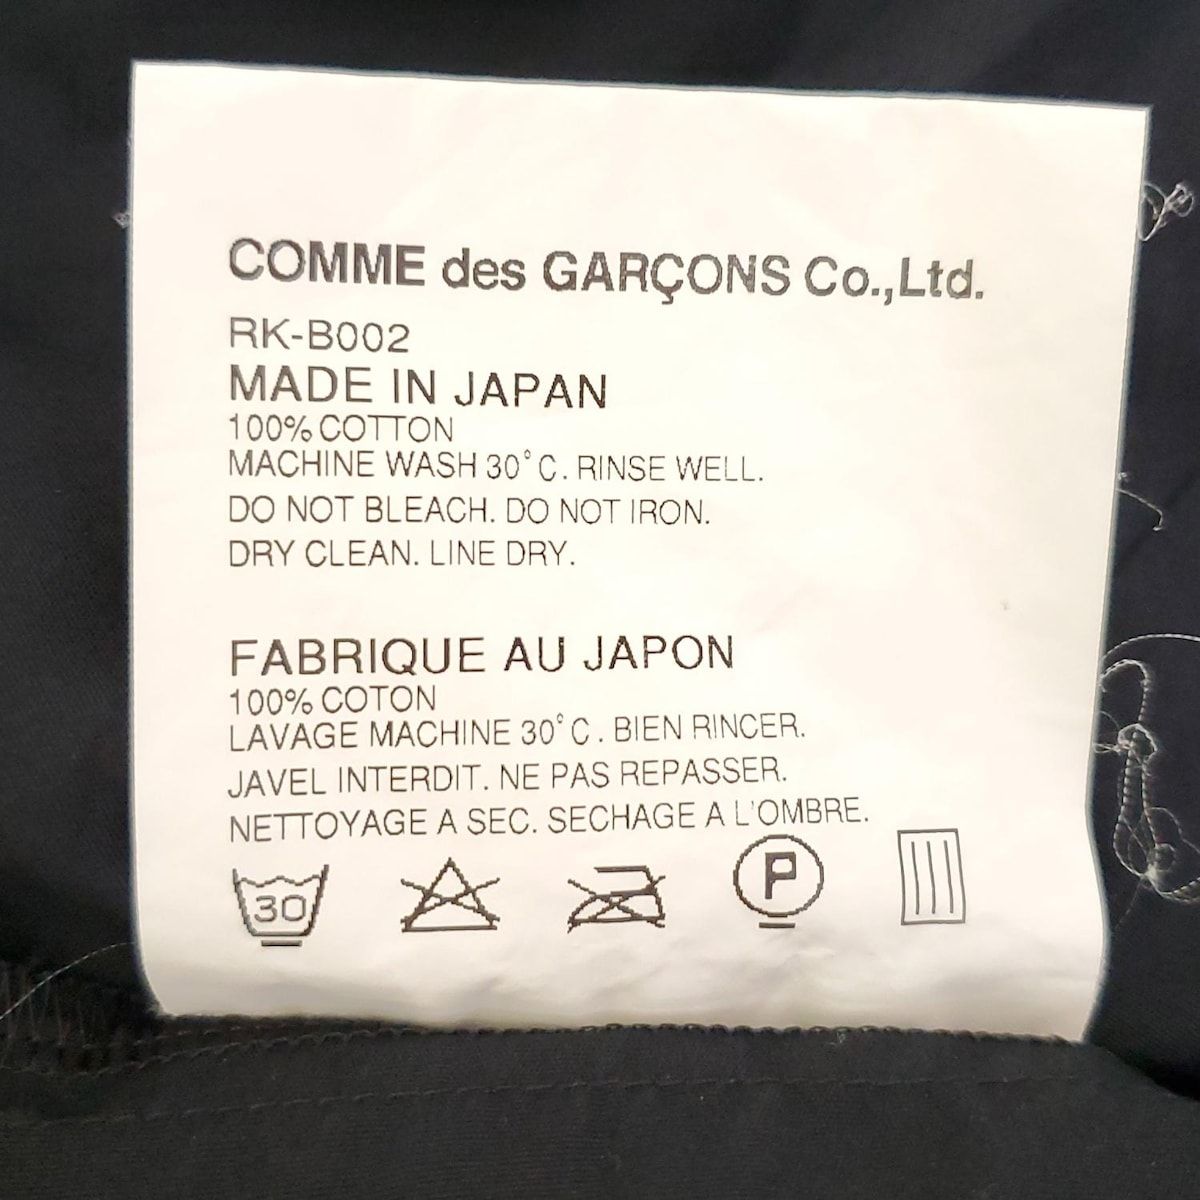 COMME des GARÇONS Co.,Ltd.
RK-B002
MADE IN JAPAN
100% COTTON
MACHINE WASH 30°C. RINSE WELL.
DO NOT BLEACH. DO NOT IRON.
DRY CLEAN. LINE DRY.
FABRIQUE AU JAPON
100% COTON
LAVAGE MACHINE 30°C. BIEN RINCER.
JAVEL INTERDIT. NE PAS REPASSER.
NETTOYAGE A SEC. SECHAGE A L'OMBRE.
30 P